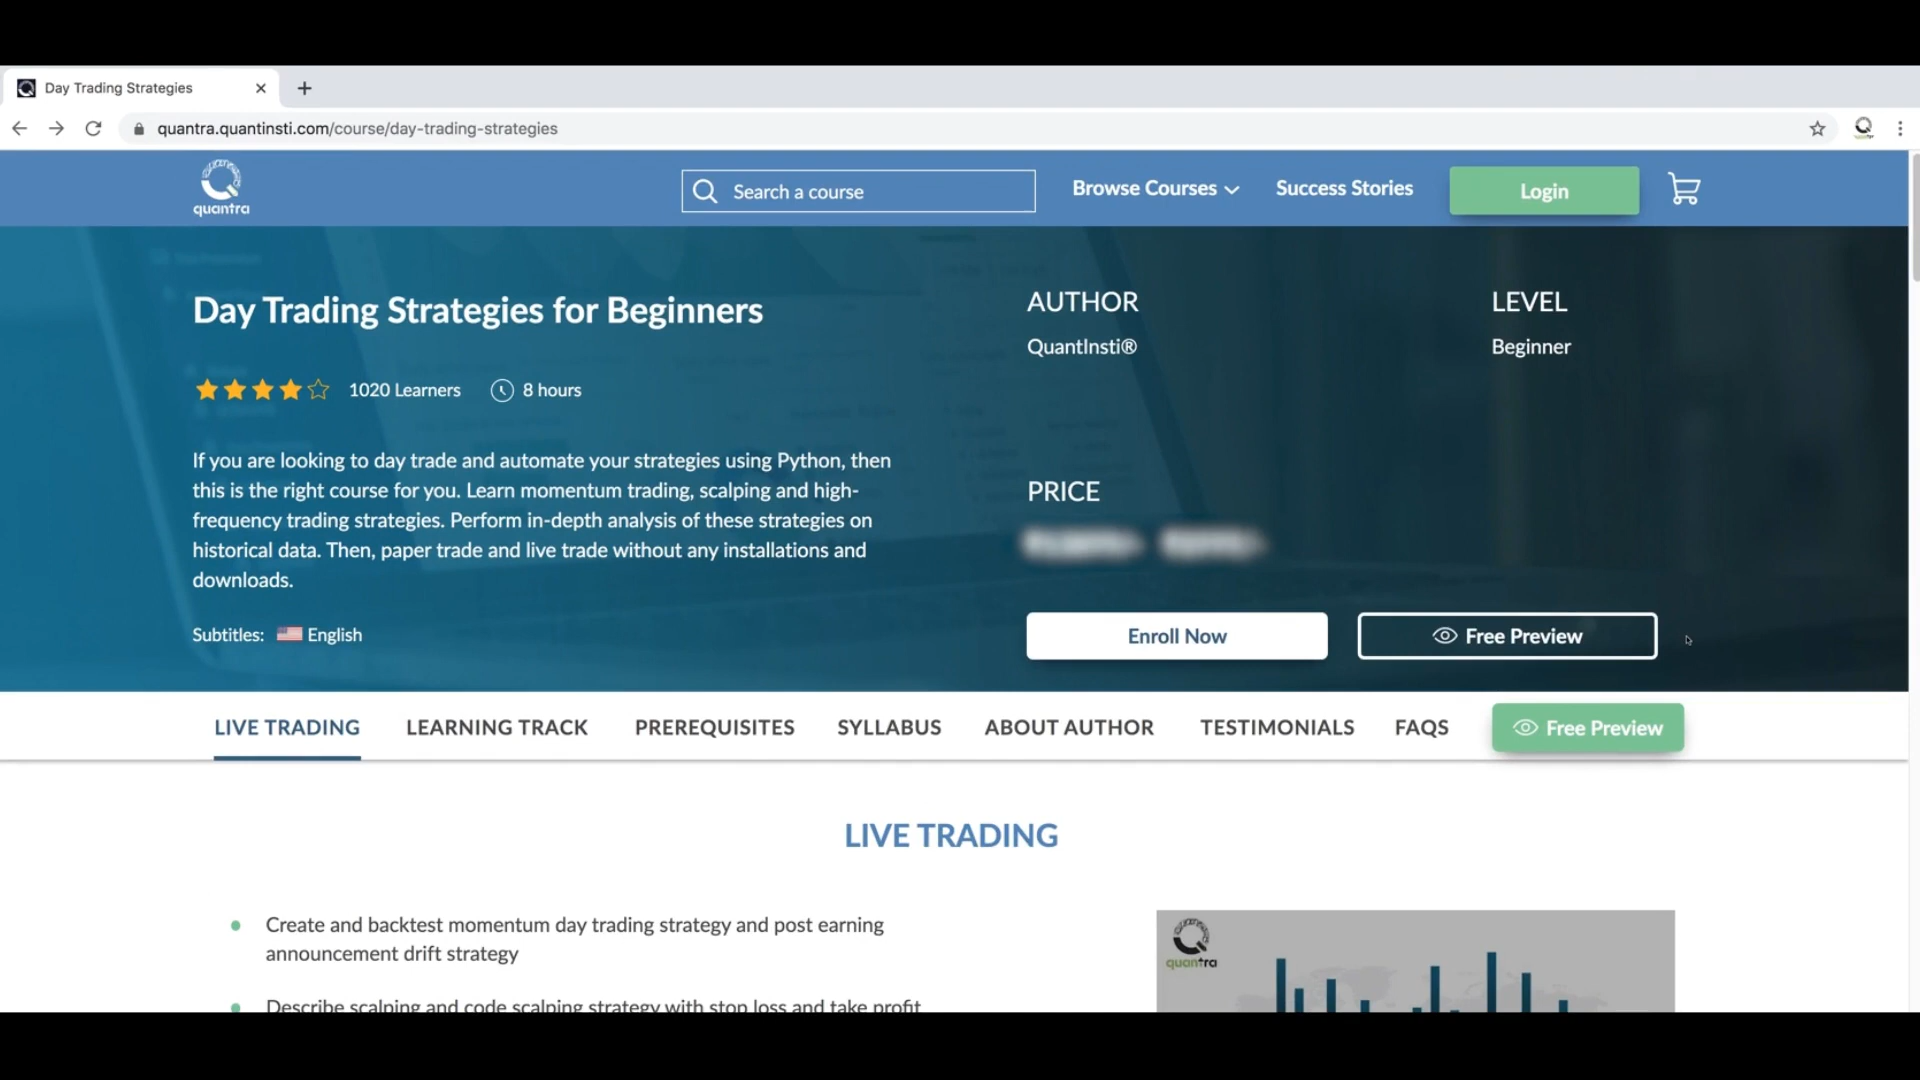 Day Trading Strategies
quantra.quantinsti.com/course/day-trading-strategies
quantra
Search a course
Browse Courses
Success Stories
Login
Day Trading Strategies for Beginners
1020 Learners
8 hours
If you are looking to day trade and automate your strategies using Python, then
this is the right course for you. Learn momentum trading, scalping and high-
frequency trading strategies. Perform in-depth analysis of these strategies on
historical data. Then, paper trade and live trade without any installations and
downloads.
Subtitles: English
AUTHOR
QuantInsti®
LEVEL
Beginner
PRICE
Enroll Now
Free Preview
LIVE TRADING
LEARNING TRACK
PREREQUISITES
SYLLABUS
ABOUT AUTHOR
TESTIMONIALS
FAQS
Free Preview
LIVE TRADING
Create and backtest momentum day trading strategy and post earning
announcement drift strategy
Describe scalping and code scalping strategy with stop loss and take profit
quantra